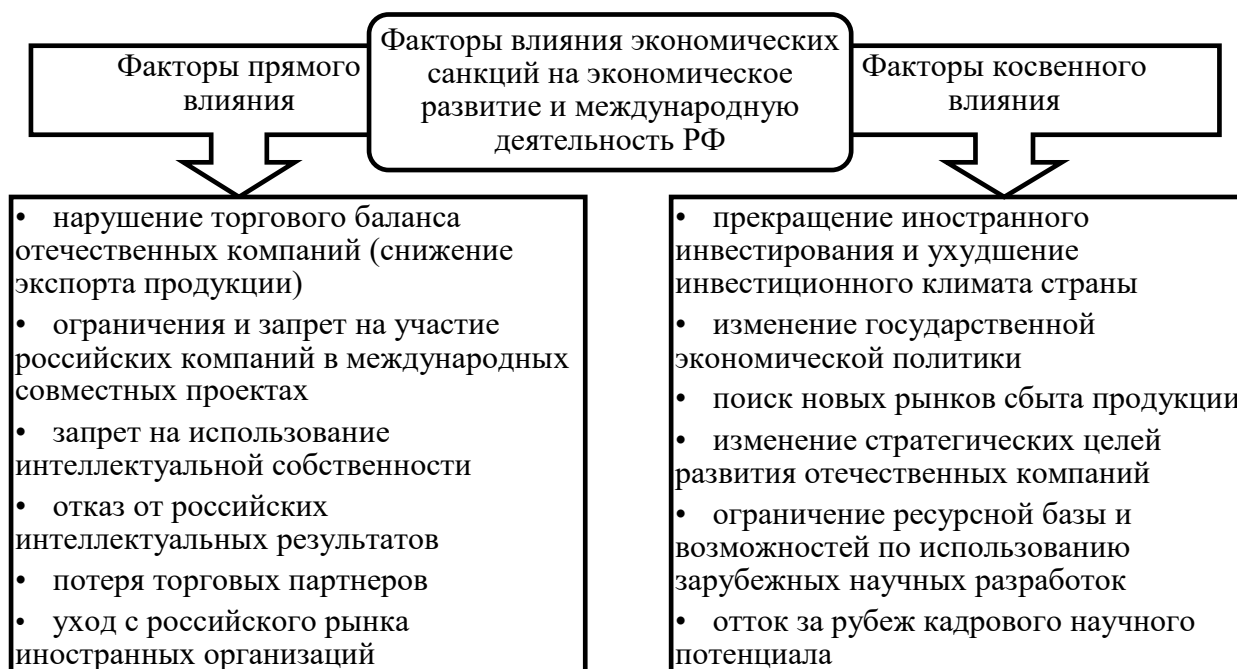 Факторы влияния экономических
санкций на экономическое
развитие и международную
деятельность РФ
Факторы прямого
влияния
Факторы косвенного
влияния
• нарушение торгового баланса
отечественных компаний (снижение
экспорта продукции)
• ограничения и запрет на участие
российских компаний в международных
совместных проектах
• запрет на использование
интеллектуальной собственности
• отказ от российских
интеллектуальных результатов
• потеря торговых партнеров
• уход с российского рынка
иностранных организаций
• прекращение иностранного
инвестирования и ухудшение
инвестиционного климата страны
• изменение государственной
экономической политики
• поиск новых рынков сбыта продукции
• изменение стратегических целей
развития отечественных компаний
• ограничение ресурсной базы и
возможностей по использованию
зарубежных научных разработок
• отток за рубеж кадрового научного
потенциала